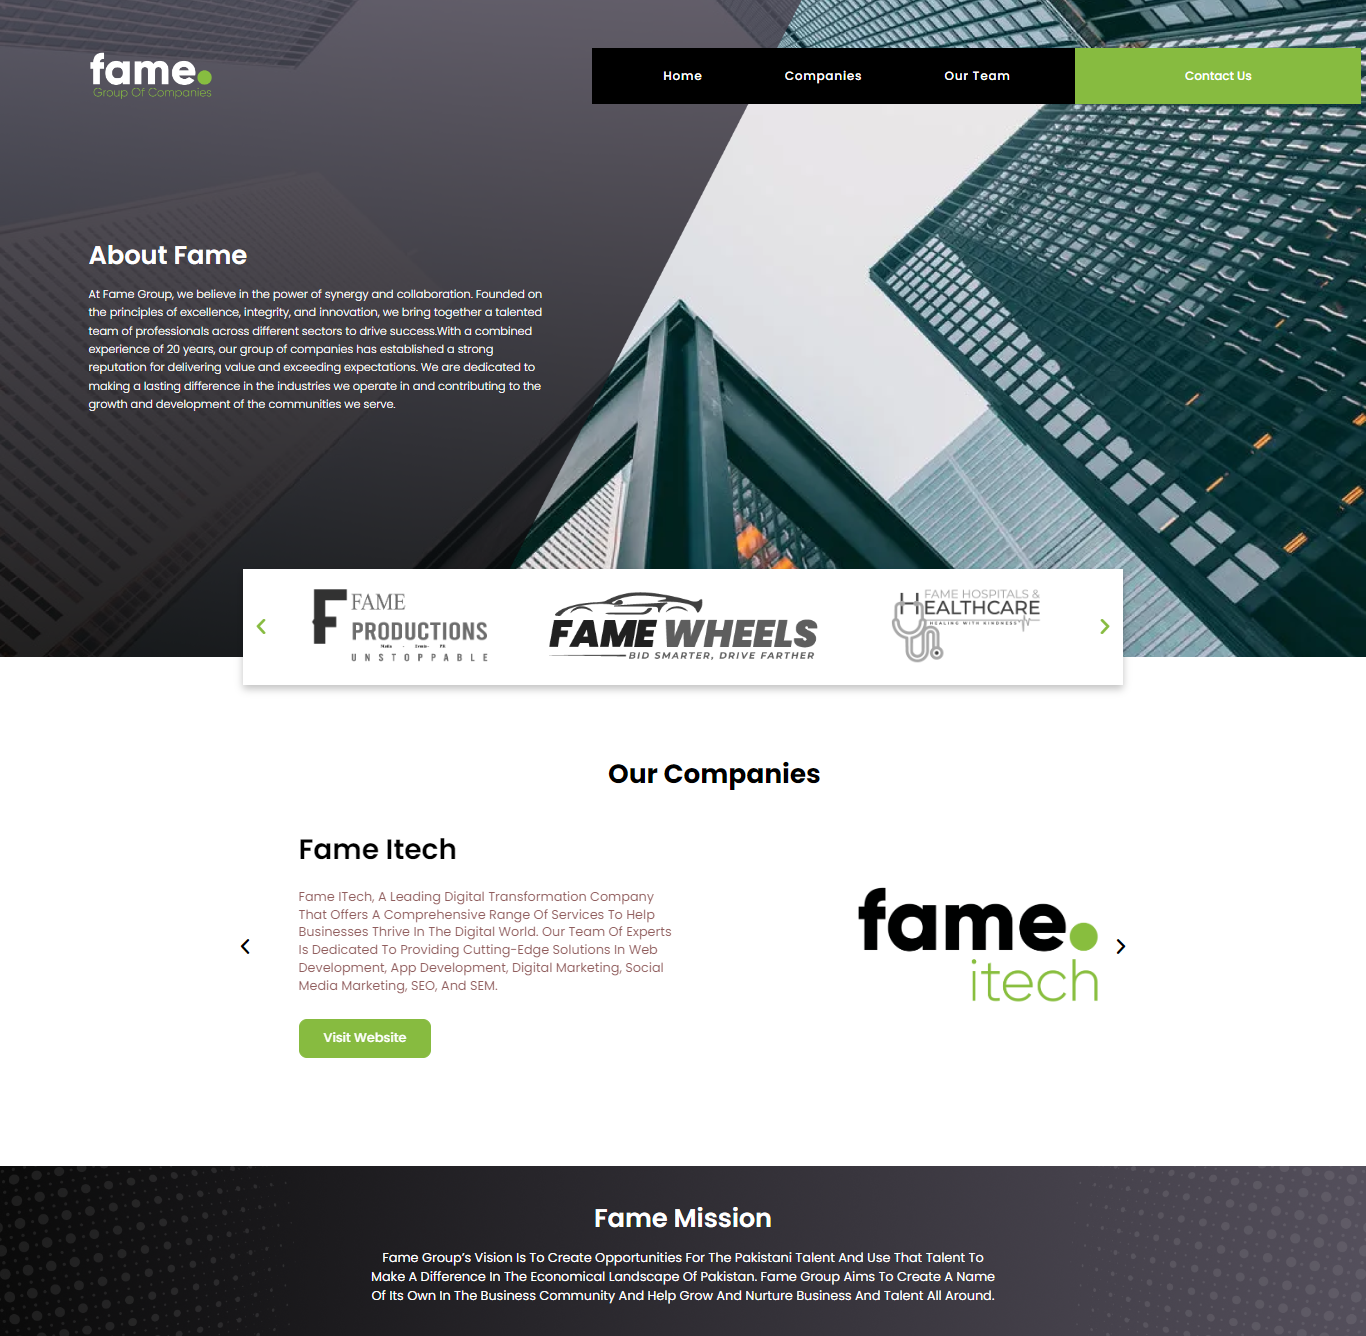 fame.
Group Of Companies
Home
Companies
Our Team
Contact Us
About Fame
At Fame Group, we believe in the power of synergy and collaboration. Founded on
the principles of excellence, integrity, and innovation, we bring together a talented
team of professionals across different sectors to drive success.With a combined
experience of 20 years, our group of companies has established a strong
reputation for delivering value and exceeding expectations. We are dedicated to
making a lasting difference in the industries we operate in and contributing to the
growth and development of the communities we serve.
F FAME
PRODUCTIONS
Media - Events - PR
UNSTOPPABLE
FAME WHEELS
BID SMARTER, DRIVE FARTHER
FAME HOSPITALS &
HEALTHCARE
HEALING WITH KINDNESS
Our Companies
Fame Itech
Fame ITech, A Leading Digital Transformation Company
That Offers A Comprehensive Range Of Services To Help
Businesses Thrive In The Digital World. Our Team Of Experts
Is Dedicated To Providing Cutting-Edge Solutions In Web
Development, App Development, Digital Marketing, Social
Media Marketing, SEO, And SEM.
Visit Website
fame.
itech
Fame Mission
Fame Group's Vision Is To Create Opportunities For The Pakistani Talent And Use That Talent To
Make A Difference In The Economical Landscape Of Pakistan. Fame Group Aims To Create A Name
Of Its Own In The Business Community And Help Grow And Nurture Business And Talent All Around.